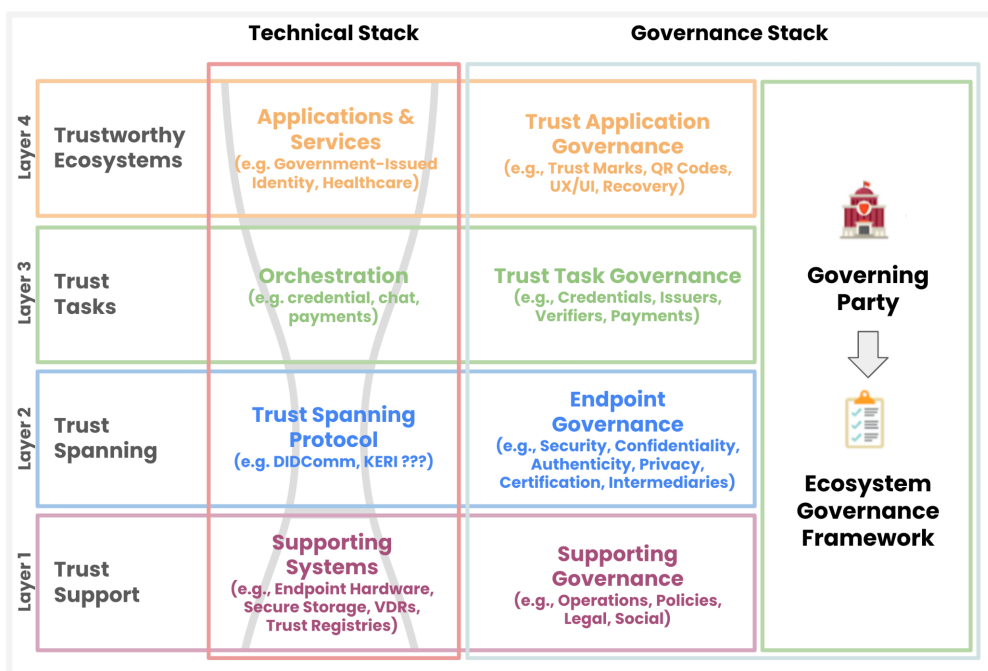 Technical Stack
Governance Stack
Layer 4
Trustworthy
Ecosystems
Applications &
Services
(e.g. Government-Issued
Identity, Healthcare)
Trust Application
Governance
(e.g., Trust Marks, QR Codes,
UX/UI, Recovery)
Layer 3
Trust
Tasks
Orchestration
(e.g. credential, chat,
payments)
Trust Task Governance
(e.g., Credentials, Issuers,
Verifiers, Payments)
Layer 2
Trust
Spanning
Trust Spanning
Protocol
(e.g. DIDComm, KERI ???)
Endpoint
Governance
(e.g., Security, Confidentiality,
Authenticity, Privacy,
Certification, Intermediaries)
Layer 1
Trust
Support
Supporting
Systems
(e.g., Endpoint Hardware,
Secure Storage, VDRs,
Trust Registries)
Supporting
Governance
(e.g., Operations, Policies,
Legal, Social)
Governing
Party
Ecosystem
Governance
Framework